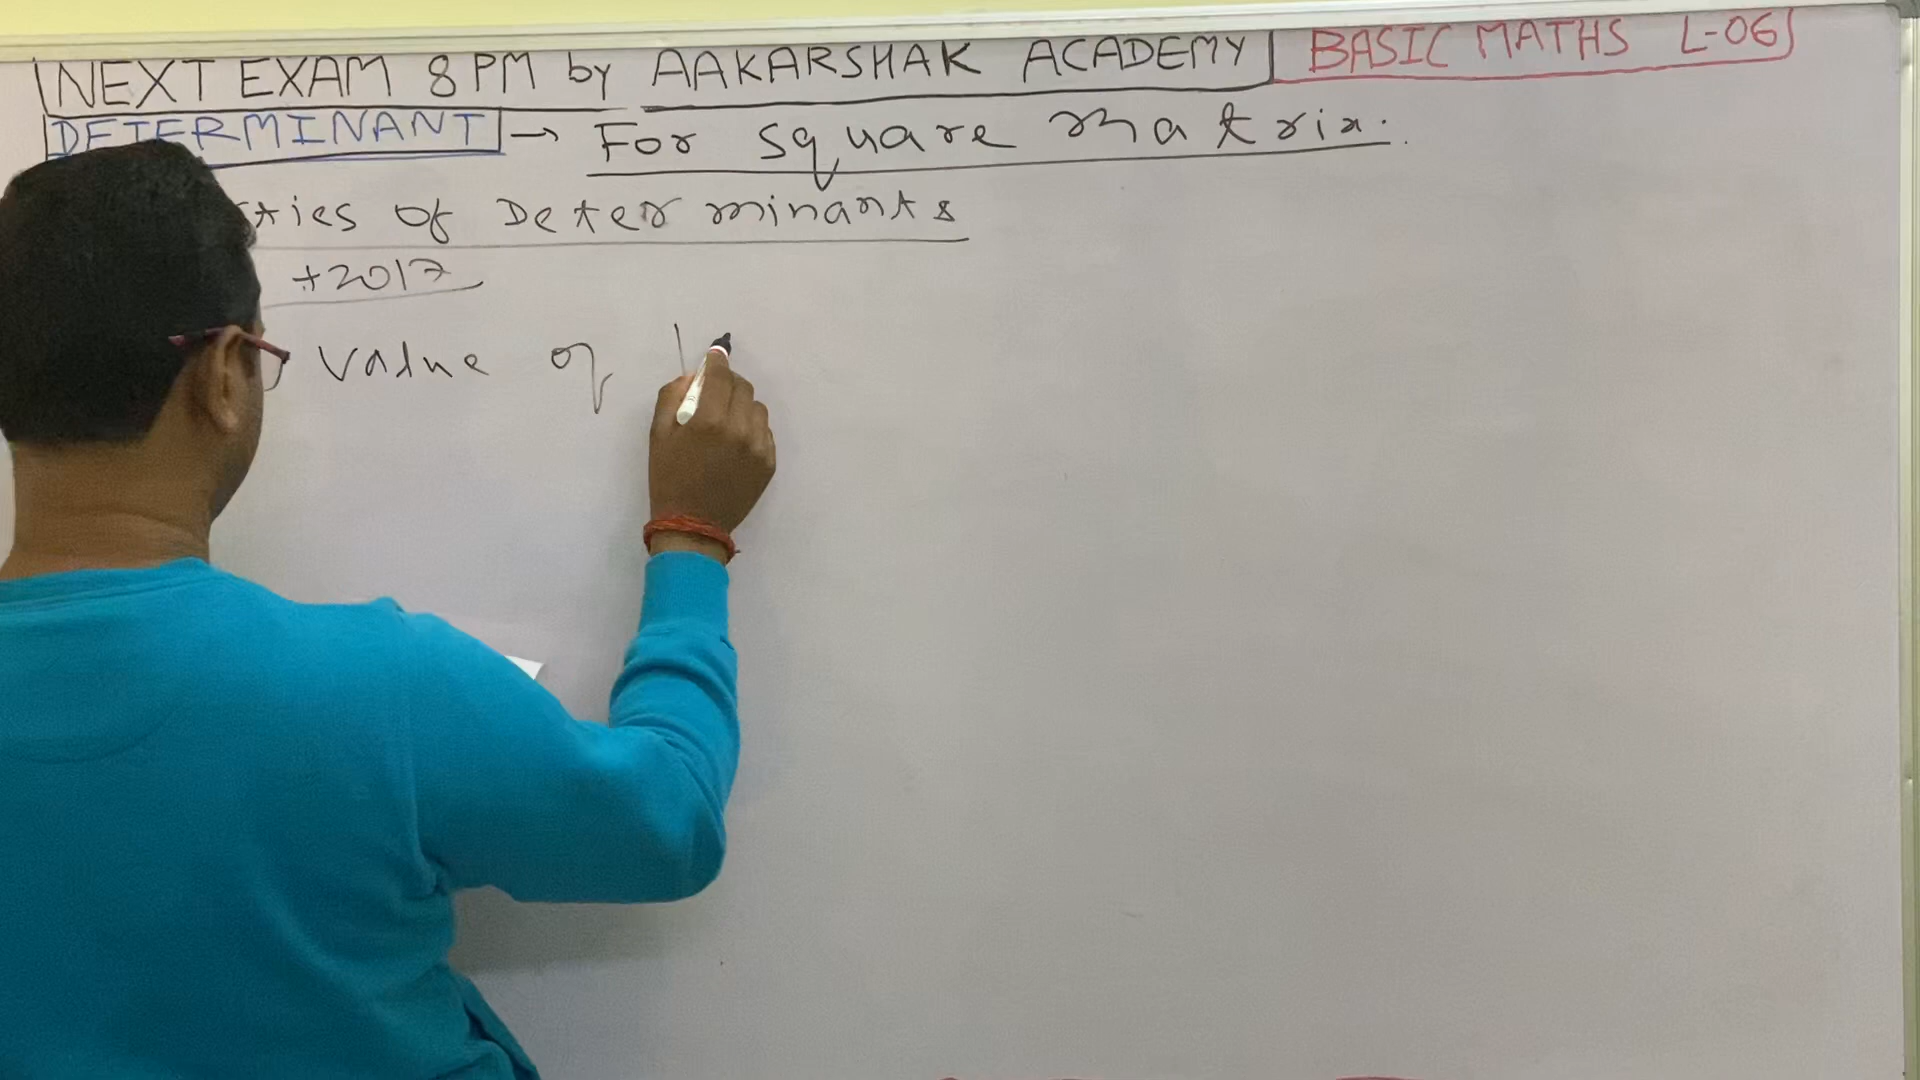 NEXT EXAM 8 PM by AAKARSHAK ACADEMY BASIC MATHS L-06
DETERMINANT → For square matrix.
of Determinants
+2017
value of